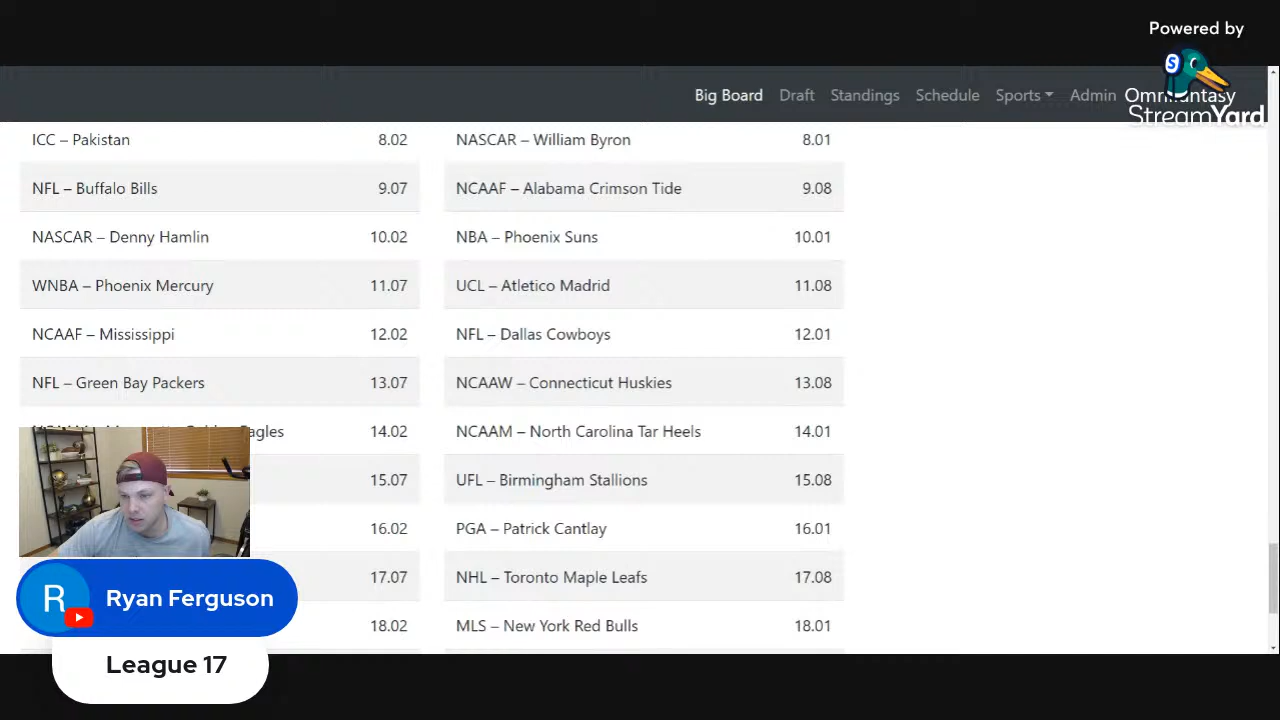 Powered by
Big Board Draft Standings Schedule Sports Admin Omnifantasy
StreamYard
ICC – Pakistan 8.02 NASCAR – William Byron 8.01
NFL – Buffalo Bills 9.07 NCAAF – Alabama Crimson Tide 9.08
NASCAR – Denny Hamlin 10.02 NBA – Phoenix Suns 10.01
WNBA – Phoenix Mercury 11.07 UCL – Atletico Madrid 11.08
NCAAF – Mississippi 12.02 NFL – Dallas Cowboys 12.01
NFL – Green Bay Packers 13.07 NCAAW – Connecticut Huskies 13.08
14.02 NCAAM – North Carolina Tar Heels 14.01
15.07 UFL – Birmingham Stallions 15.08
16.02 PGA – Patrick Cantlay 16.01
17.07 NHL – Toronto Maple Leafs 17.08
R Ryan Ferguson
18.02 MLS – New York Red Bulls 18.01
League 17